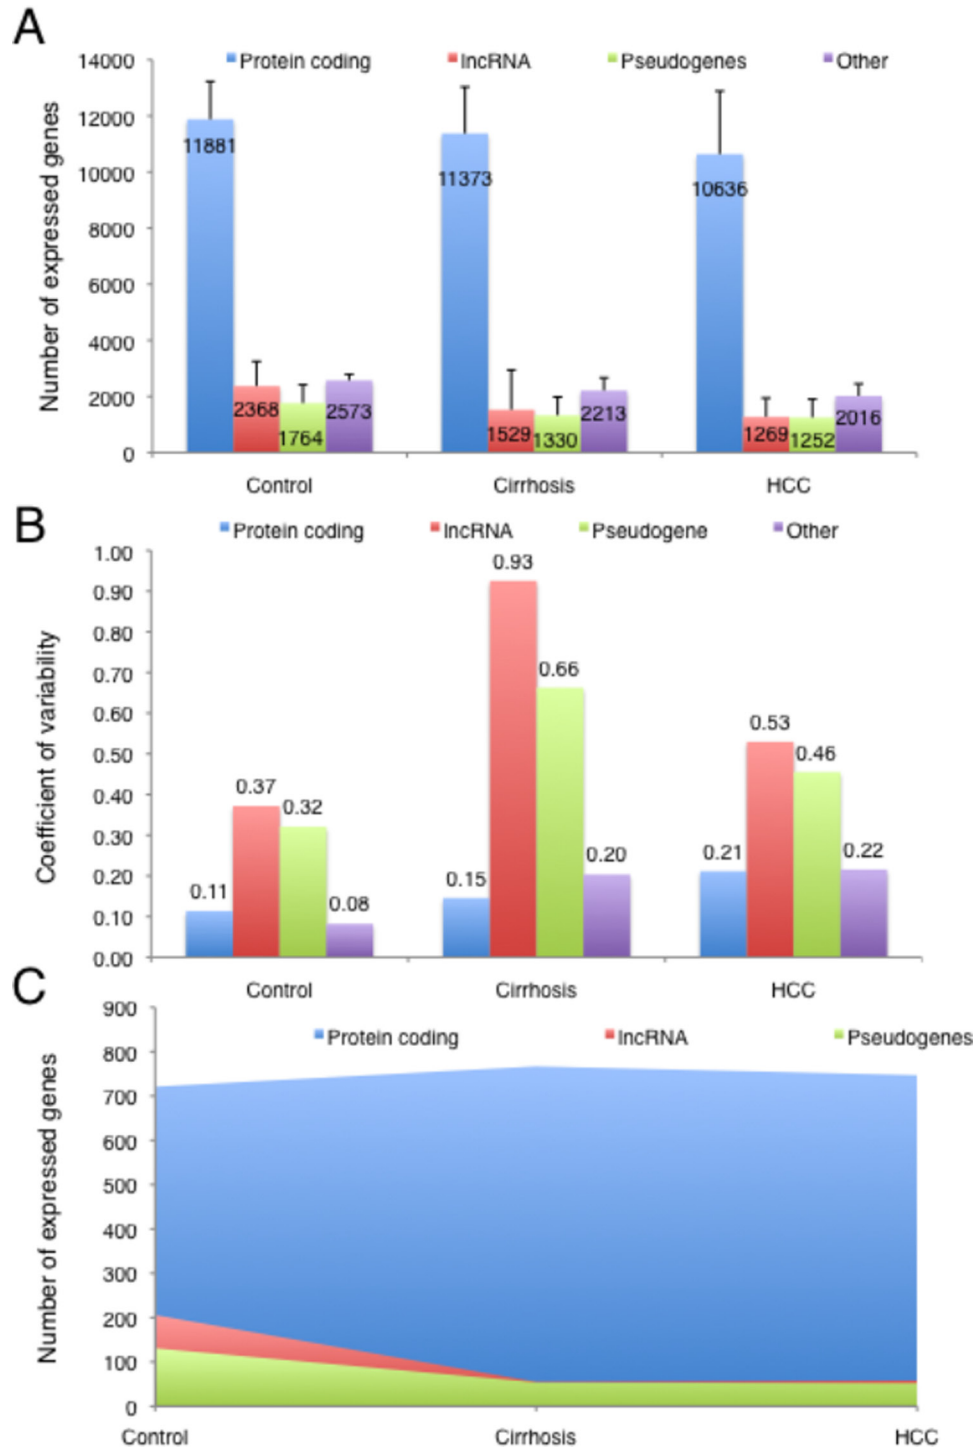 A
Protein coding lncRNA Pseudogenes Other
Number of expressed genes
14000
12000
10000
8000
6000
4000
2000
0
11881 2368 1764 2573
11373 1529 1330 2213
10636 1269 1252 2016
Control Cirrhosis HCC
B
Protein coding lncRNA Pseudogene Other
Coefficient of variability
1.00
0.90
0.80
0.70
0.60
0.50
0.40
0.30
0.20
0.10
0.00
0.11 0.37 0.32 0.08
0.15 0.93 0.66 0.20
0.21 0.53 0.46 0.22
Control Cirrhosis HCC
C
Protein coding lncRNA Pseudogenes
Number of expressed genes
900
800
700
600
500
400
300
200
100
0
Control Cirrhosis HCC